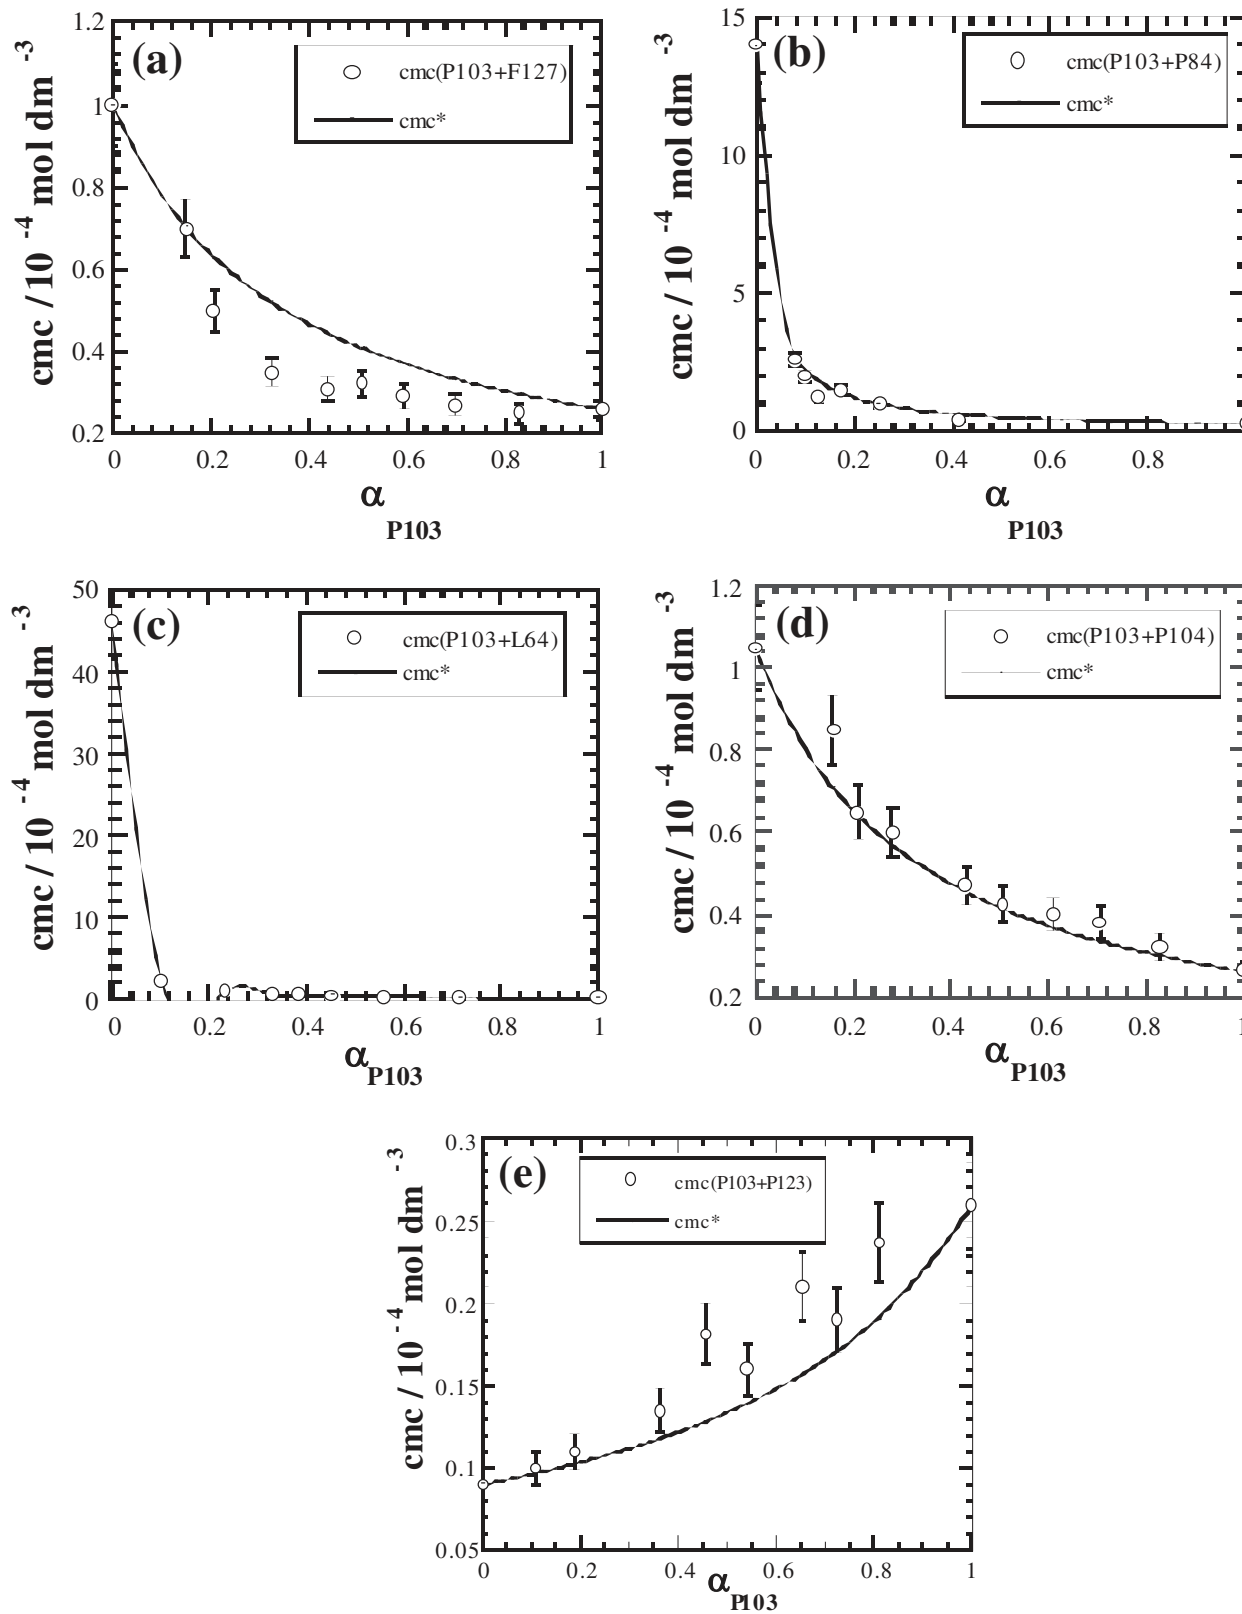 (a)
cmc(P103+F127)
cmc*
cmc / 10 -4 mol dm -3
1.2
1
0.8
0.6
0.4
0.2
0 0.2 0.4 0.6 0.8 1
α P103
(b)
cmc(P103+P84)
cmc*
cmc / 10 -4 mol dm -3
15
10
5
0
0 0.2 0.4 0.6 0.8
α P103
(c)
cmc(P103+L64)
cmc*
cmc / 10 -4 mol dm -3
50
40
30
20
10
0
0 0.2 0.4 0.6 0.8 1
α P103
(d)
cmc(P103+P104)
cmc*
cmc / 10 -4 mol dm -3
1.2
1
0.8
0.6
0.4
0.2
0 0.2 0.4 0.6 0.8 1
α P103
(e)
cmc(P103+P123)
cmc*
cmc / 10 -4 mol dm -3
0.3
0.25
0.2
0.15
0.1
0.05
0 0.2 0.4 0.6 0.8 1
α P103